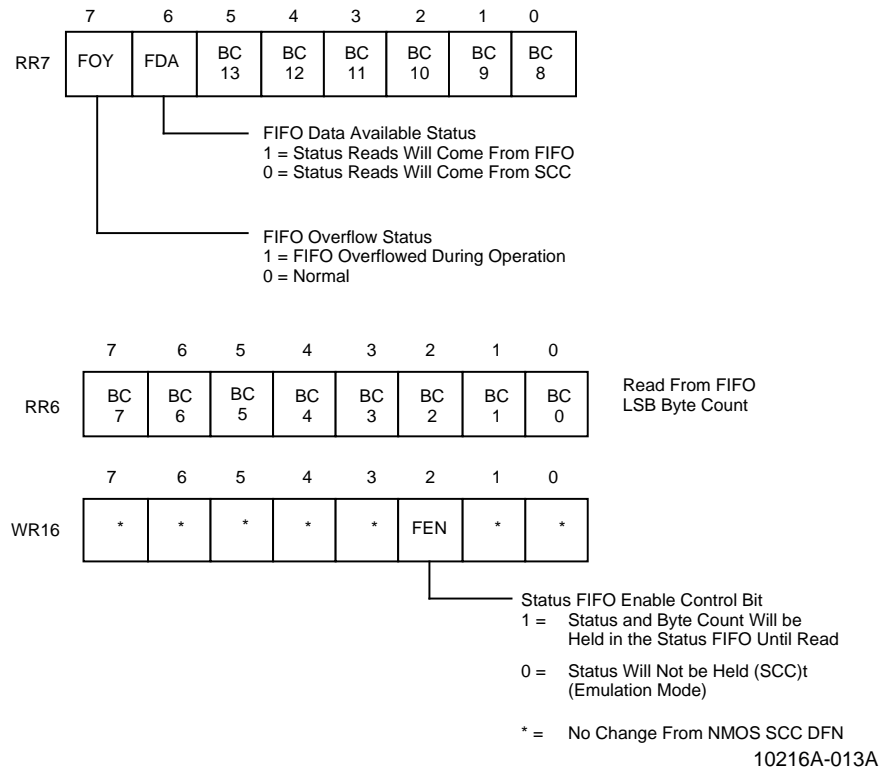 7 6 5 4 3 2 1 0
RR7 FOY FDA BC 13 BC 12 BC 11 BC 10 BC 9 BC 8
FIFO Data Available Status
1 = Status Reads Will Come From FIFO
0 = Status Reads Will Come From SCC
FIFO Overflow Status
1 = FIFO Overflowed During Operation
0 = Normal
7 6 5 4 3 2 1 0
RR6 BC 7 BC 6 BC 5 BC 4 BC 3 BC 2 BC 1 BC 0
Read From FIFO
LSB Byte Count
7 6 5 4 3 2 1 0
WR16 * * * * * FEN * *
Status FIFO Enable Control Bit
1 = Status and Byte Count Will be
Held in the Status FIFO Until Read
0 = Status Will Not be Held (SCC)t
(Emulation Mode)
* = No Change From NMOS SCC DFN
10216A-013A